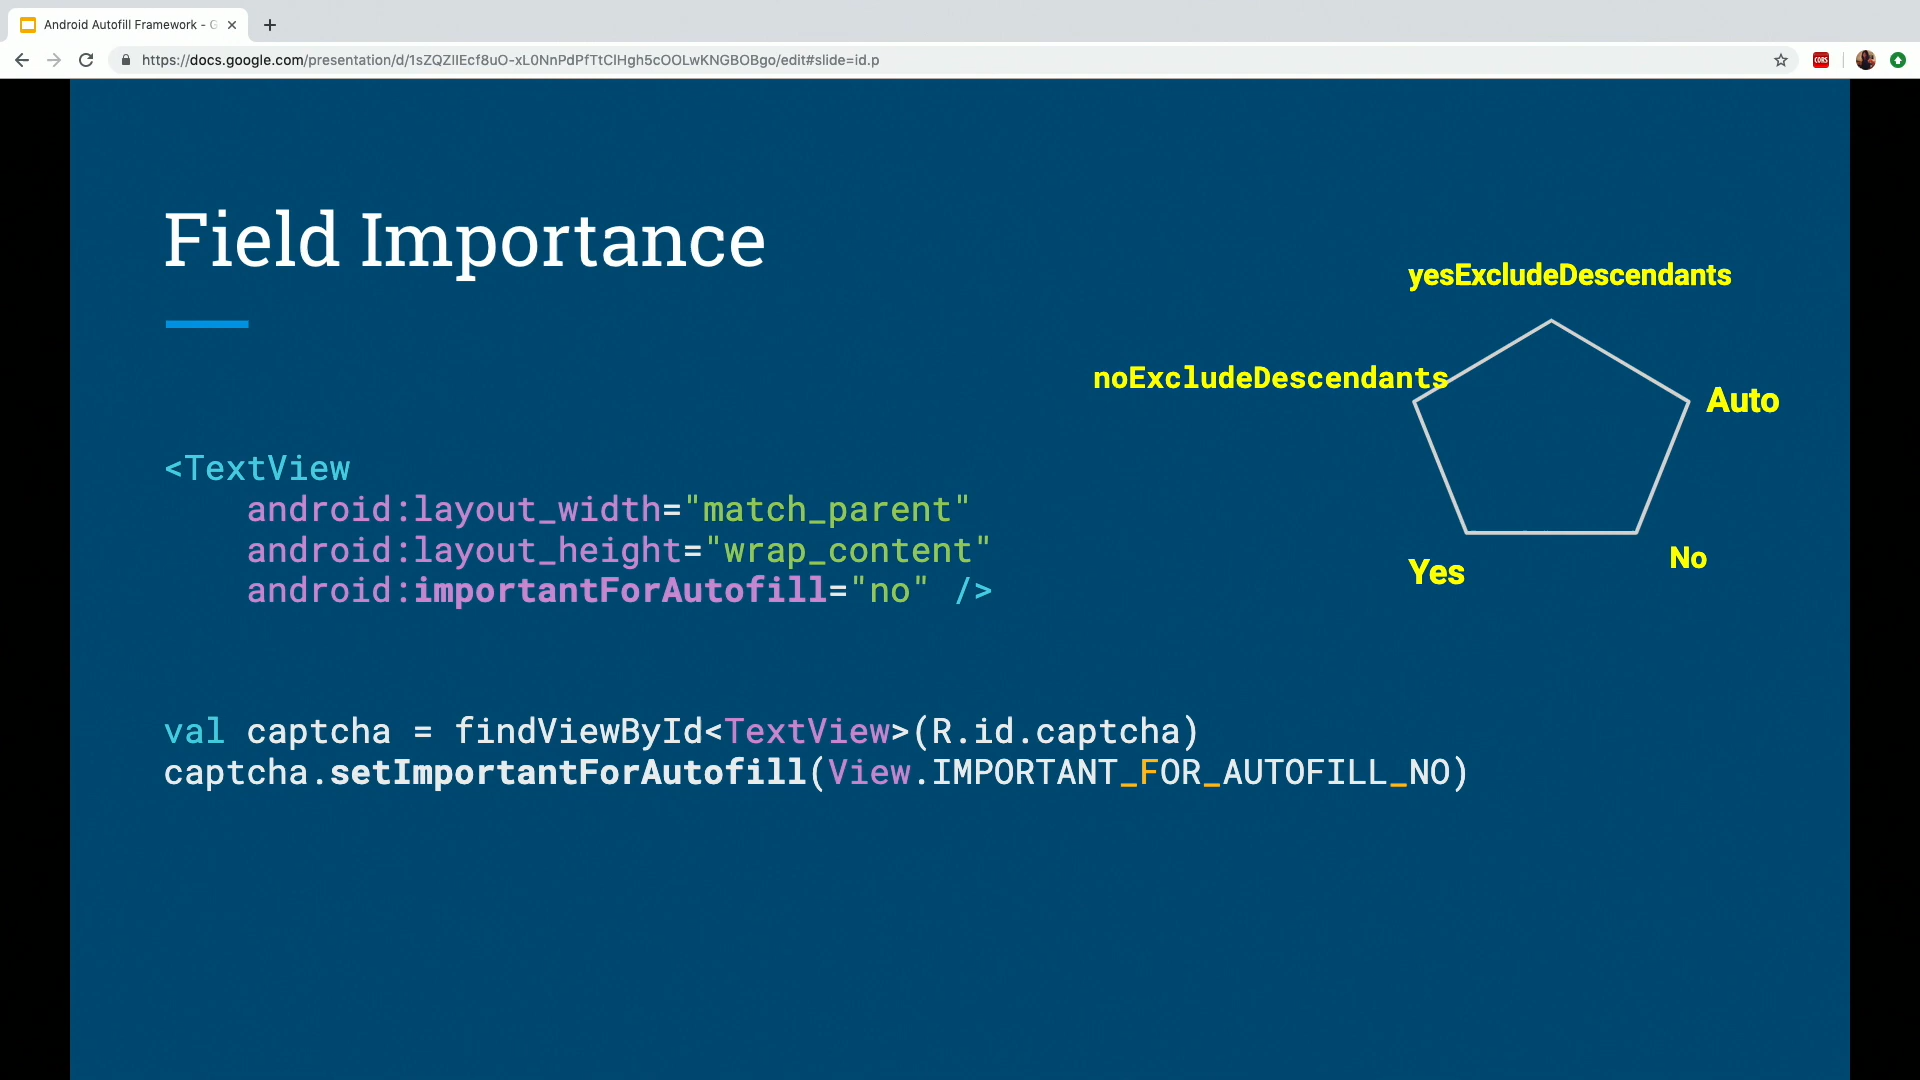 Android Autofill Framework - G
https://docs.google.com/presentation/d/1sZQZIIEcf8uO-xL0NnPdPfTtCIHgh5cOOLwKNGBOBgo/edit#slide=id.p
CORS
Field Importance
yesExcludeDescendants
noExcludeDescendants
Auto
Yes
No
<TextView
android:layout_width="match_parent"
android:layout_height="wrap_content"
android:importantForAutofill="no" />
val captcha = findViewById<TextView>(R.id.captcha)
captcha.setImportantForAutofill(View.IMPORTANT_FOR_AUTOFILL_NO)